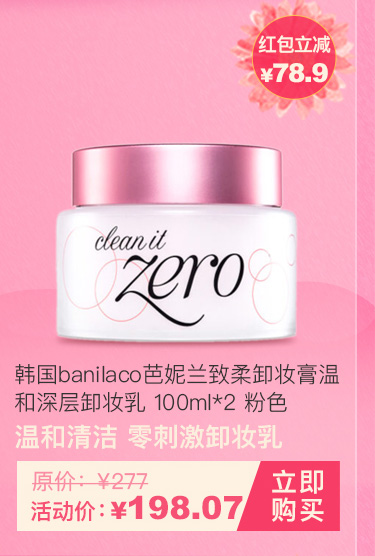 红包立减
¥78.9
clean it
zero
韩国banilaco芭妮兰致柔卸妆膏温
和深层卸妆乳 100ml*2 粉色
温和清洁 零刺激卸妆乳
原价：¥277
活动价：¥198.07
立即
购买